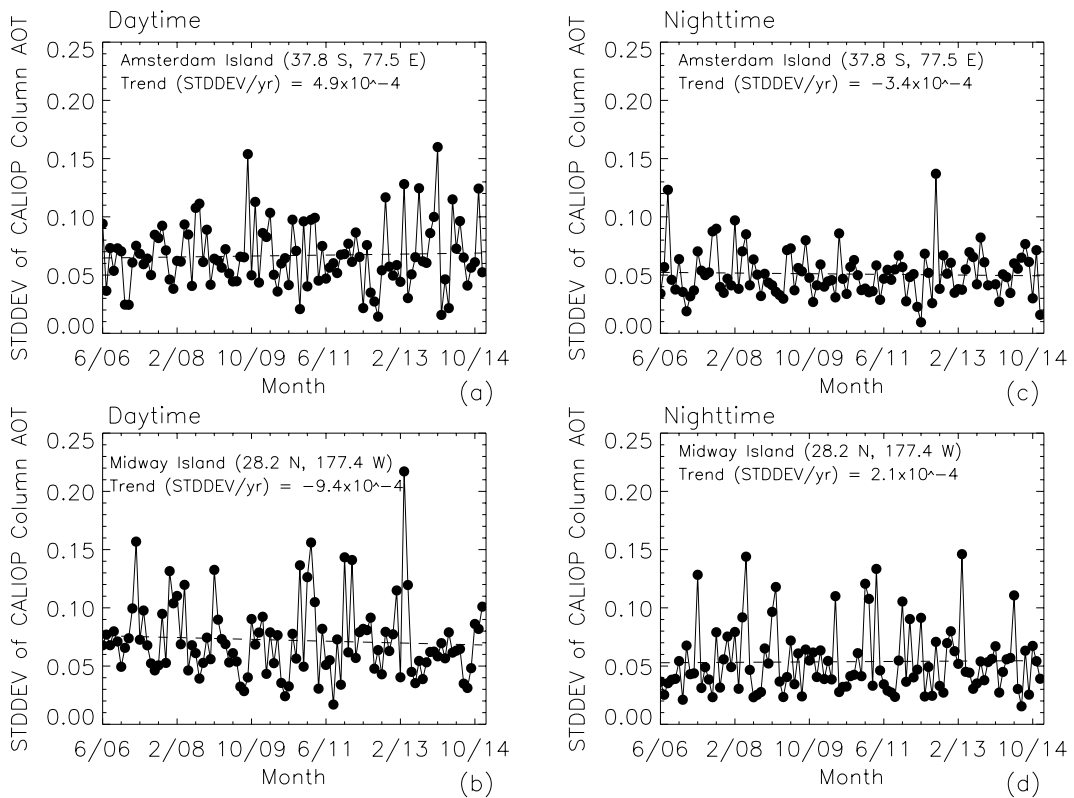 Daytime
STDDEV of CALIOP Column AOT
Amsterdam Island (37.8 S, 77.5 E)
Trend (STDDEV/yr) = 4.9x10^-4
0.25
0.20
0.15
0.10
0.05
0.00
6/06 2/08 10/09 6/11 2/13 10/14
Month
(a)
Nighttime
STDDEV of CALIOP Column AOT
Amsterdam Island (37.8 S, 77.5 E)
Trend (STDDEV/yr) = -3.4x10^-4
0.25
0.20
0.15
0.10
0.05
0.00
6/06 2/08 10/09 6/11 2/13 10/14
Month
(c)
Daytime
STDDEV of CALIOP Column AOT
Midway Island (28.2 N, 177.4 W)
Trend (STDDEV/yr) = -9.4x10^-4
0.25
0.20
0.15
0.10
0.05
0.00
6/06 2/08 10/09 6/11 2/13 10/14
Month
(b)
Nighttime
STDDEV of CALIOP Column AOT
Midway Island (28.2 N, 177.4 W)
Trend (STDDEV/yr) = 2.1x10^-4
0.25
0.20
0.15
0.10
0.05
0.00
6/06 2/08 10/09 6/11 2/13 10/14
Month
(d)